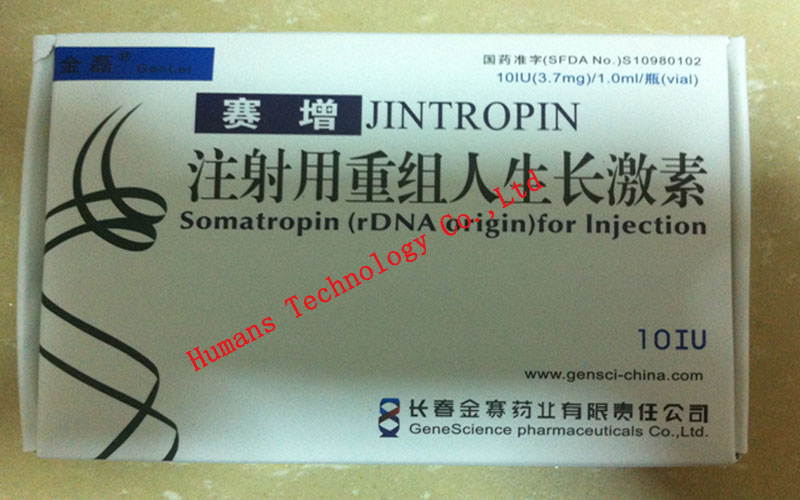 金磊® GenLei
国药准字(SFDA No.)S10980102
10IU(3.7mg)/1.0ml/瓶(vial)
赛增 JINTROPIN
注射用重组人生长激素
Somatropin (rDNA origin)for Injection
Humans Technology Co.,Ltd
10IU
www.gensci-china.com
长春金赛药业有限责任公司
GeneScience pharmaceuticals Co.,Ltd.